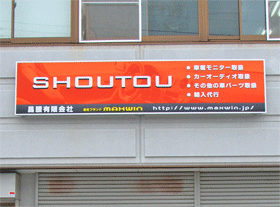 SHOUTOU
● 車載モニター取扱
● カーオーディオ取扱
● その他の車パーツ取扱
● 輸入代行
昌騰有限会社 MAXWIN http://www.maxwin.jp/